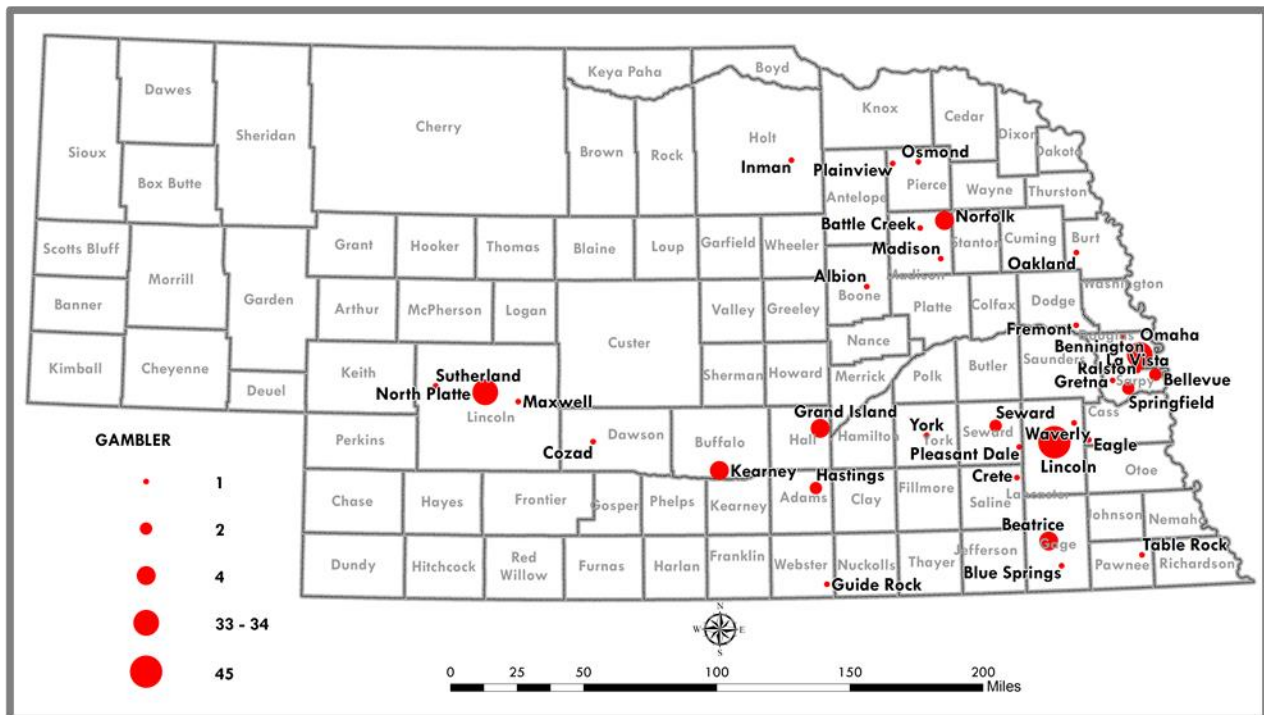 Keya Paha
Boyd
Dawes
Cherry
Knox
Cedar
Sheridan
Dixon
Holt
Sioux
Brown
Rock
Dakota
Osmond
Inman
Plainview
Box Butte
Pierce
Wayne
Thurston
Antelope
Battle Creek
Norfolk
Scotts Bluff
Grant
Hooker
Thomas
Blaine
Loup
Garfield
Wheeler
Stanton
Cuming
Burt
Madison
Oakland
Morrill
Albion
Madison
Garden
Boone
Washington
Banner
Arthur
McPherson
Logan
Valley
Greeley
Platte
Colfax
Dodge
Fremont
Douglas
Omaha
Custer
Nance
Bennington
La Vista
Kimball
Cheyenne
Keith
Sutherland
Sherman
Howard
Merrick
Polk
Butler
Saunders
Ralston
Gretna
Sarpy
Bellevue
Deuel
North Platte
Maxwell
Springfield
Lincoln
Grand Island
Seward
Cass
GAMBLER
Perkins
Dawson
Buffalo
Hall
Hamilton
York
York
Seward
Waverly
Eagle
Cozad
Pleasant Dale
Kearney
Lincoln
Otoe
Hastings
Crete
1
Chase
Hayes
Frontier
Gosper
Phelps
Kearney
Adams
Clay
Fillmore
Saline
Lancaster
Johnson
Nemaha
2
Beatrice
Gage
Table Rock
Dundy
Hitchcock
Red
Willow
Furnas
Harlan
Franklin
Webster
Nuckolls
Thayer
Jefferson
Blue Springs
Pawnee
Richardson
4
Guide Rock
N
W
E
S
33 - 34
45
0 25 50 100 150 200
Miles